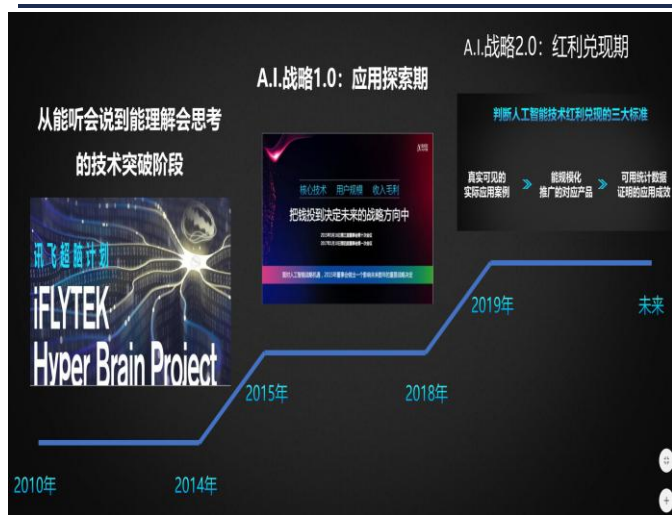 从能听会说到能理解会思考
的技术突破阶段
讯飞超脑计划
iFLYTEK
Hyper Brain Project
2010年
2014年
A.I.战略1.0：应用探索期
核心技术 用户规模 收入毛利
把钱投到决定未来的战略方向中
2015年
2018年
A.I.战略2.0：红利兑现期
判断人工智能技术红利兑现的三大标准
真实可见的
实际应用案例
能规模化
推广的对应产品
可用统计数据
证明的应用成效
2019年
未来